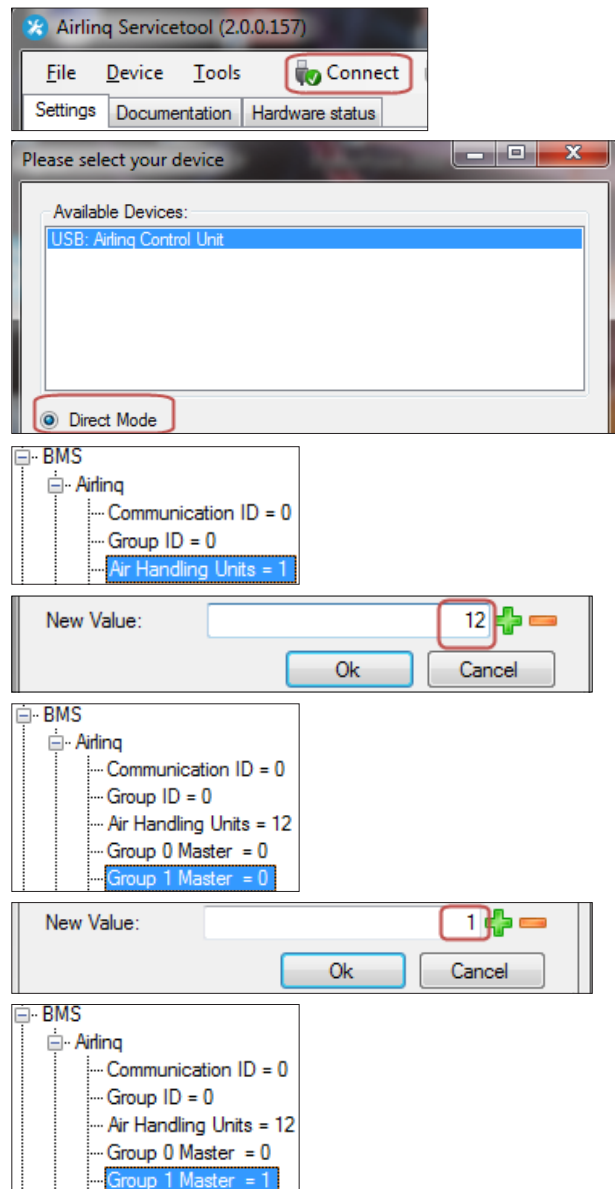 Airlinq Servicetool (2.0.0.157)
File Device Tools Connect
Settings Documentation Hardware status
Please select your device
Available Devices:
USB: Airlinq Control Unit
Direct Mode
BMS
Airlinq
Communication ID = 0
Group ID = 0
Air Handling Units = 1
New Value: 12
Ok Cancel
BMS
Airlinq
Communication ID = 0
Group ID = 0
Air Handling Units = 12
Group 0 Master = 0
Group 1 Master = 0
New Value: 1
Ok Cancel
BMS
Airlinq
Communication ID = 0
Group ID = 0
Air Handling Units = 12
Group 0 Master = 0
Group 1 Master = 1